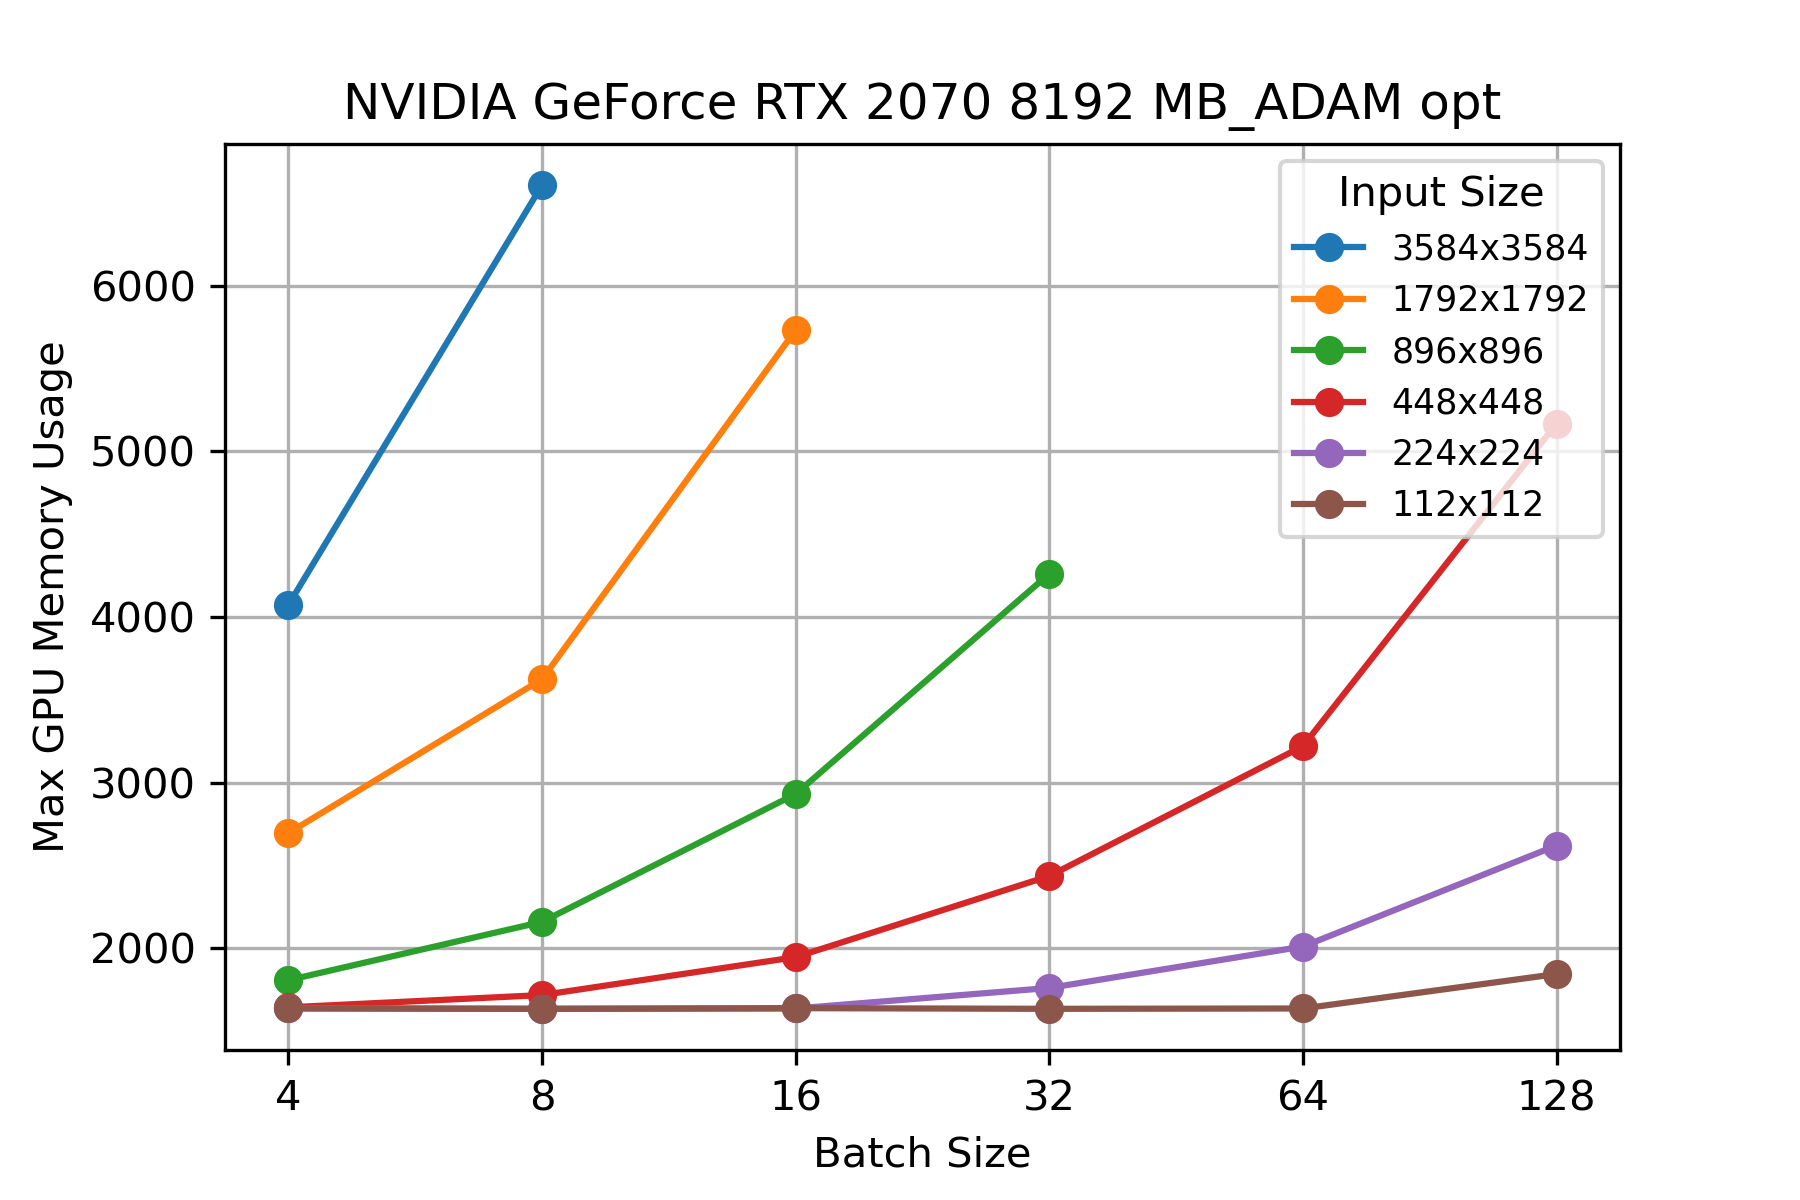 NVIDIA GeForce RTX 2070 8192 MB_ADAM opt
Max GPU Memory Usage
6000
5000
4000
3000
2000
Input Size
3584x3584
1792x1792
896x896
448x448
224x224
112x112
4 8 16 32 64 128
Batch Size